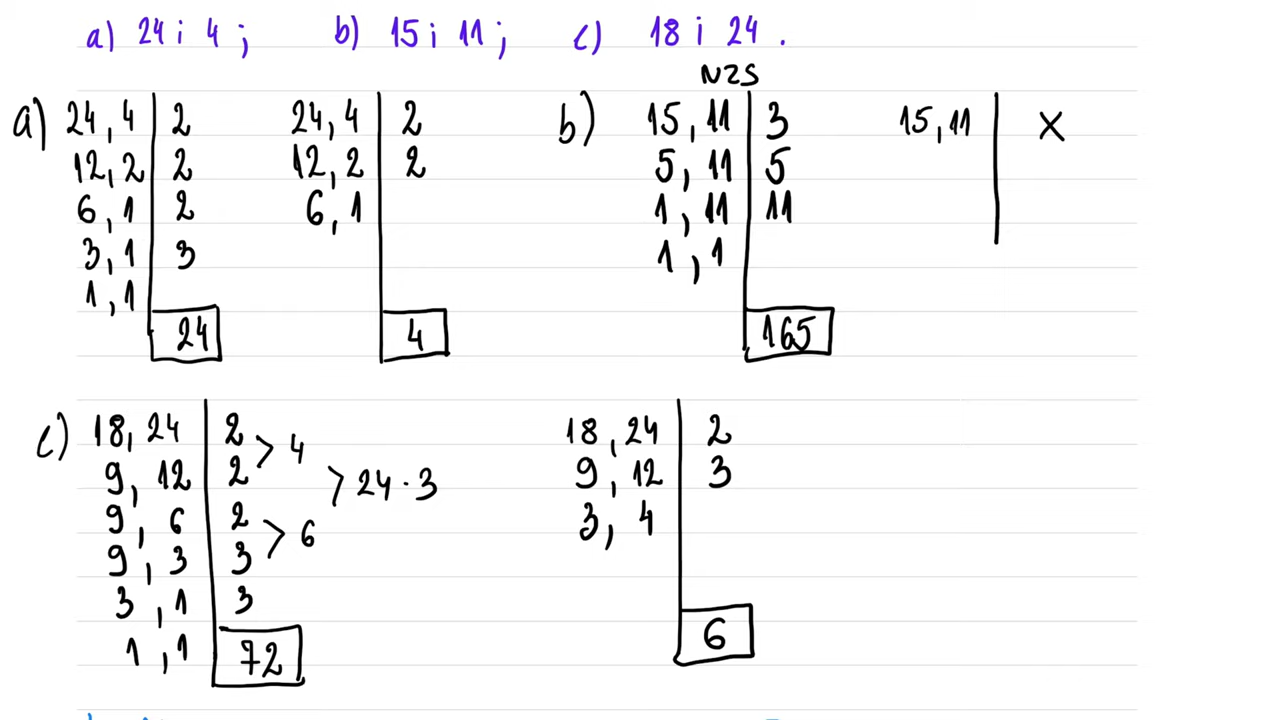 a) 24 i 4 ; b) 15 i 11 ; c) 18 i 24 .
a)
24, 4 | 2
12, 2 | 2
6, 1 | 2
3, 1 | 3
1, 1
24
24, 4 | 2
12, 2 | 2
6, 1
4
b)
NZS
15, 11 | 3
5, 11 | 5
1, 11 | 11
1, 1
165
15, 11 | X
c)
18, 24 | 2
9, 12 | 2
9, 6 | 2
9, 3 | 3
3, 1 | 3
1, 1
72
> 4
> 6
> 24 · 3
18, 24 | 2
9, 12 | 3
3, 4
6